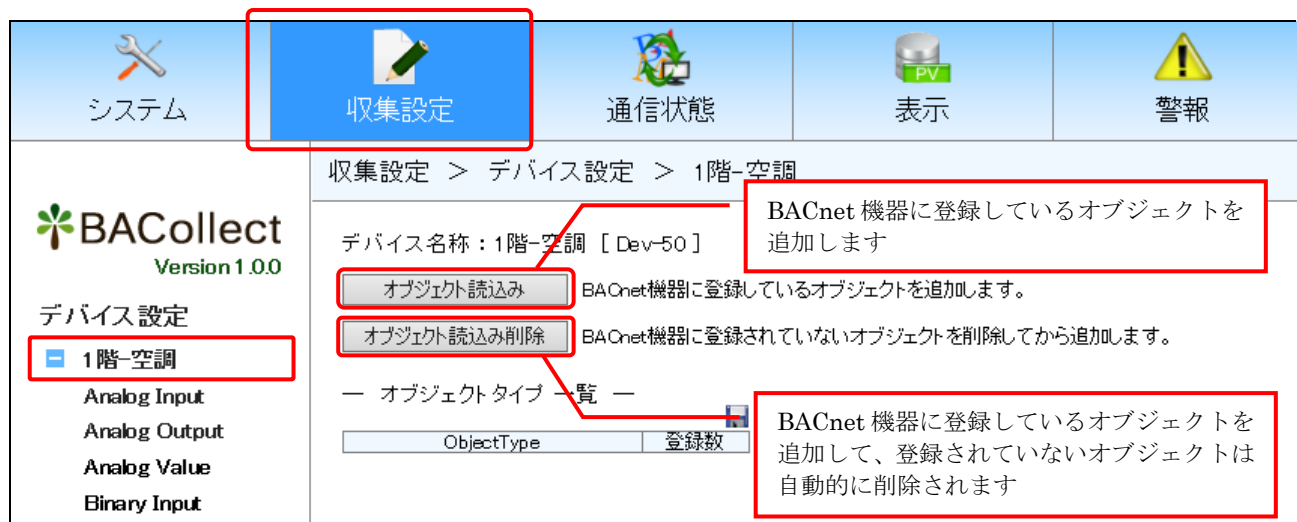 システム
収集設定
通信状態
PV
表示
警報
収集設定 ＞ デバイス設定 ＞ 1階-空調
BACollect
Version 1.0.0
デバイス設定
1階-空調
Analog Input
Analog Output
Analog Value
Binary Input
デバイス名称：1階-空調 [ Dev-50 ]
オブジェクト読込み
BACnet機器に登録しているオブジェクトを追加します。
オブジェクト読込み削除
BACnet機器に登録されていないオブジェクトを削除してから追加します。
― オブジェクトタイプ 一覧 ―
ObjectType
登録数
BACnet 機器に登録しているオブジェクトを
追加します
BACnet 機器に登録しているオブジェクトを
追加して、登録されていないオブジェクトは
自動的に削除されます